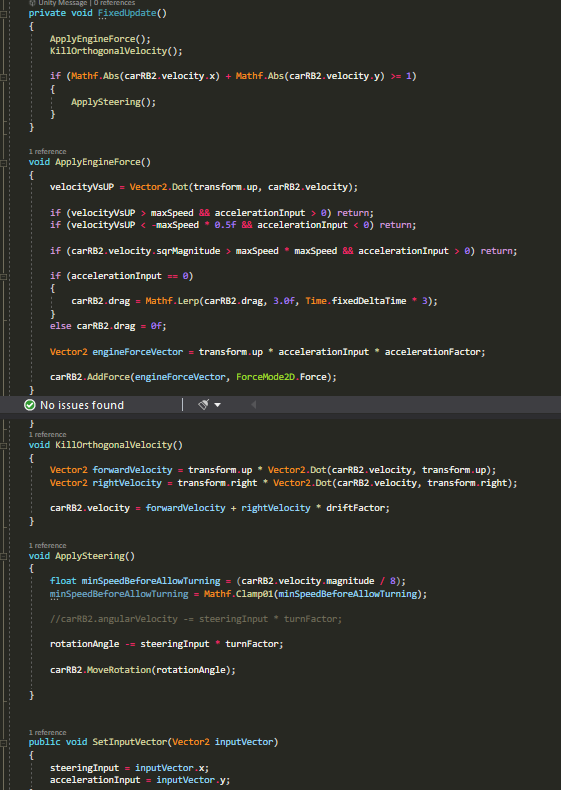 Unity Message | 0 references
private void FixedUpdate()
{
ApplyEngineForce();
KillOrthogonalVelocity();
if (Mathf.Abs(carRB2.velocity.x) + Mathf.Abs(carRB2.velocity.y) >= 1)
{
ApplySteering();
}
}
1 reference
void ApplyEngineForce()
{
velocityVsUP = Vector2.Dot(transform.up, carRB2.velocity);
if (velocityVsUP > maxSpeed && accelerationInput > 0) return;
if (velocityVsUP < -maxSpeed * 0.5f && accelerationInput < 0) return;
if (carRB2.velocity.sqrMagnitude > maxSpeed * maxSpeed && accelerationInput > 0) return;
if (accelerationInput == 0)
{
carRB2.drag = Mathf.Lerp(carRB2.drag, 3.0f, Time.fixedDeltaTime * 3);
}
else carRB2.drag = 0f;
Vector2 engineForceVector = transform.up * accelerationInput * accelerationFactor;
carRB2.AddForce(engineForceVector, ForceMode2D.Force);
}
No issues found
}
1 reference
void KillOrthogonalVelocity()
{
Vector2 forwardVelocity = transform.up * Vector2.Dot(carRB2.velocity, transform.up);
Vector2 rightVelocity = transform.right * Vector2.Dot(carRB2.velocity, transform.right);
carRB2.velocity = forwardVelocity + rightVelocity * driftFactor;
}
1 reference
void ApplySteering()
{
float minSpeedBeforeAllowTurning = (carRB2.velocity.magnitude / 8);
minSpeedBeforeAllowTurning = Mathf.Clamp01(minSpeedBeforeAllowTurning);
//carRB2.angularVelocity -= steeringInput * turnFactor;
rotationAngle -= steeringInput * turnFactor;
carRB2.MoveRotation(rotationAngle);
}
1 reference
public void SetInputVector(Vector2 inputVector)
{
steeringInput = inputVector.x;
accelerationInput = inputVector.y;